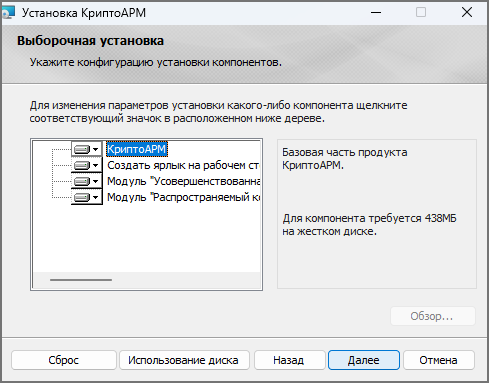 Установка КриптоАРМ
Выборочная установка
Укажите конфигурацию установки компонентов.
Для изменения параметров установки какого-либо компонента щелкните
соответствующий значок в расположенном ниже дереве.
КриптоАРМ
Создать ярлык на рабочем ст
Модуль "Усовершенствованна
Модуль "Распространяемый к
Базовая часть продукта
КриптоАРМ.
Для компонента требуется 438МБ
на жестком диске.
Обзор...
Сброс
Использование диска
Назад
Далее
Отмена